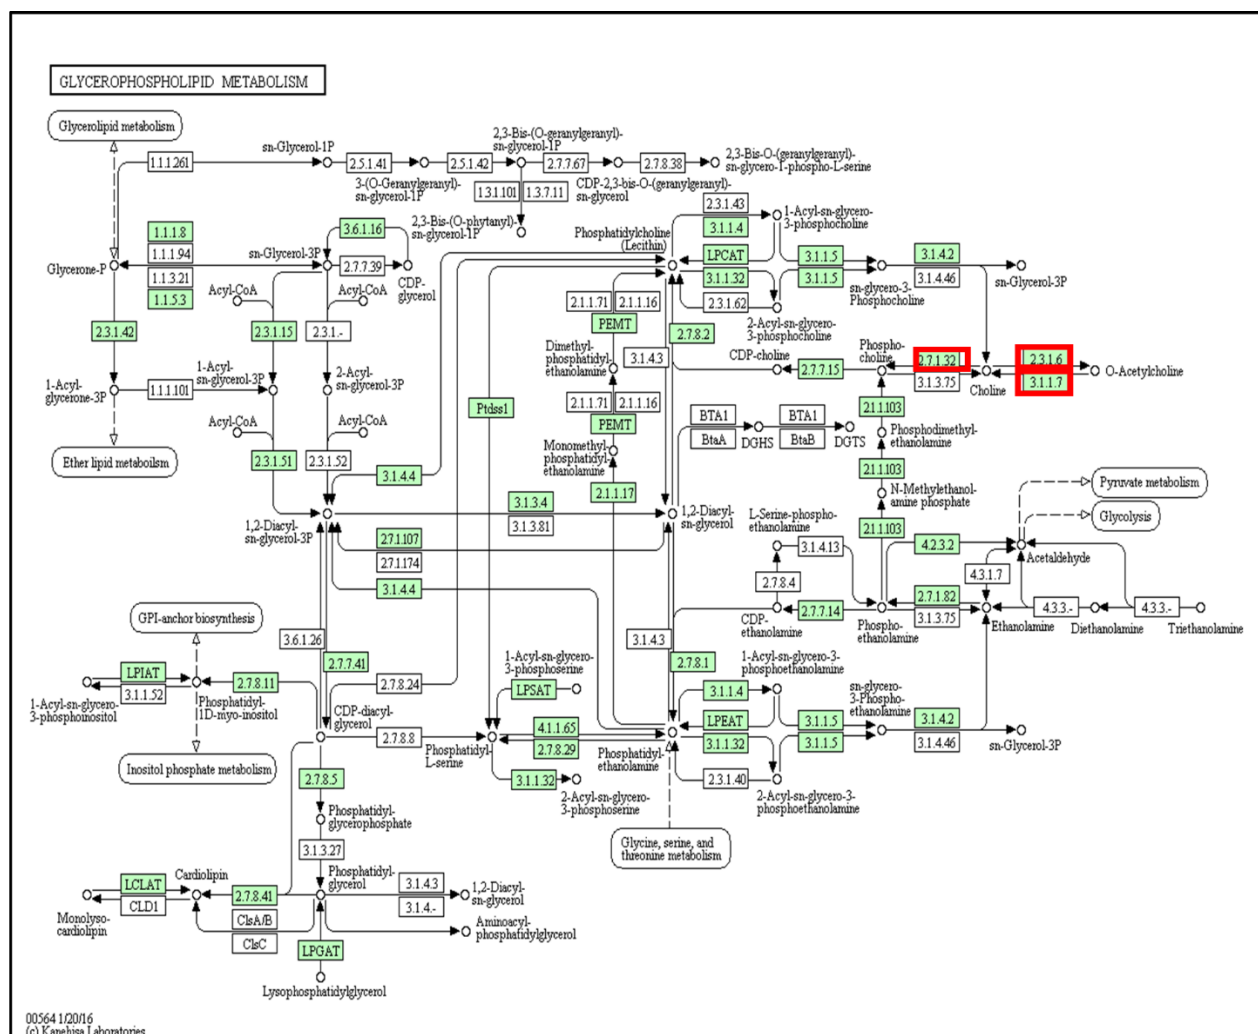 GLYCEROPHOSPHOLIPID METABOLISM
Glycerolipid metabolism
1.1.1.261
sn-Glycerol-1P
2.5.1.41
3-(O-Geranylgeranyl)-
sn-glycerol-1P
2.5.1.42
2,3-Bis-(O-geranylgeranyl)-
sn-glycerol-1P
2.7.7.67
CDP-2,3-bis-O-(geranylgeranyl)-
sn-glycerol
2.7.8.38
2,3-Bis-O-(geranylgeranyl)-
sn-glycero-1-phospho-L-serine
1.3.1.101
1.3.7.11
2,3-Bis-(O-phytanyl)-
sn-glycerol-1P
1.1.1.8
1.1.1.94
1.1.3.21
1.1.5.3
Glycerone-P
sn-Glycerol-3P
3.6.1.16
2.7.7.39
CDP-
glycerol
Acyl-CoA
Acyl-CoA
2.3.1.42
2.3.1.15
2.3.1.-
1-Acyl-
glycerone-3P
1.1.1.101
1-Acyl-
sn-glycerol-3P
2-Acyl-
sn-glycerol-3P
Acyl-CoA
Acyl-CoA
Ether lipid metaboilsm
2.3.1.51
2.3.1.52
Phosphatidylcholine
(Lecithin)
2.3.1.43
3.1.1.4
1-Acyl-sn-glycero-
3-phosphocholine
LPCAT
3.1.1.32
2.3.1.62
3.1.1.5
3.1.1.5
2-Acyl-sn-glycero-
3-phosphocholine
sn-glycero-3-
Phosphocholine
3.1.4.2
3.1.4.46
sn-Glycerol-3P
2.1.1.71
2.1.1.16
PEMT
Dimethyl-
phosphatidyl-
ethanolamine
2.1.1.71
2.1.1.16
PEMT
Monomethyl-
phosphatidyl-
ethanolamine
2.1.1.17
Ptdss1
3.1.4.3
2.7.8.2
CDP-choline
2.7.7.15
Phospho-
choline
2.7.1.32
3.1.3.75
Choline
2.3.1.6
3.1.1.7
O-Acetylcholine
2.1.1.103
Phosphodimethyl-
ethanolamine
2.1.1.103
N-Methylethanol-
amine phosphate
2.1.1.103
BTA1
BtaA
DGHS
BTA1
BtaB
DGTS
3.1.4.4
1,2-Diacyl-
sn-glycerol-3P
3.1.3.4
3.1.3.81
1,2-Diacyl-
sn-glycerol
2.7.1.107
2.7.1.174
3.1.4.4
Pyruvate metabolism
Glycolysis
L-Serine-phospho-
ethanolamine
3.1.4.13
4.2.3.2
Acetaldehyde
4.3.1.7
2.7.8.4
CDP-
ethanolamine
2.7.7.14
Phospho-
ethanolamine
2.7.1.82
3.1.3.75
Ethanolamine
4.3.3.-
Diethanolamine
4.3.3.-
Triethanolamine
GPI-anchor biosynthesis
3.6.1.26
2.7.7.41
3.1.4.3
2.7.8.1
LPIAT
3.1.1.52
1-Acyl-sn-glycero-
3-phosphoinositol
Phosphatidyl-
1D-myo-inositol
2.7.8.11
2.7.8.24
CDP-diacyl-
glycerol
1-Acyl-sn-glycero-
3-phosphoserine
LPSAT
2.7.8.8
Phosphatidyl-
L-serine
4.1.1.65
2.7.8.29
Phosphatidyl-
ethanolamine
3.1.1.32
2-Acyl-sn-glycero-
3-phosphoserine
1-Acyl-sn-glycero-3-
phosphoethanolamine
3.1.1.4
LPEAT
3.1.1.32
2.3.1.40
3.1.1.5
3.1.1.5
2-Acyl-sn-glycero-3-
phosphoethanolamine
sn-glycero-
3-Phospho-
ethanolamine
3.1.4.2
3.1.4.46
sn-Glycerol-3P
Inositol phosphate metabolism
2.7.8.5
Phosphatidyl-
glycerophosphate
3.1.3.27
Glycine, serine, and
threonine metabolism
LCLAT
CLD1
Monolyso-
cardiolipin
Cardiolipin
2.7.8.41
ClsA/B
ClsC
Phosphatidyl-
glycerol
3.1.4.3
3.1.4.-
1,2-Diacyl-
sn-glycerol
Aminoacyl-
phosphatidylglycerol
LPGAT
Lysophosphatidylglycerol
00564 1/20/16
(c) Kanehisa Laboratories